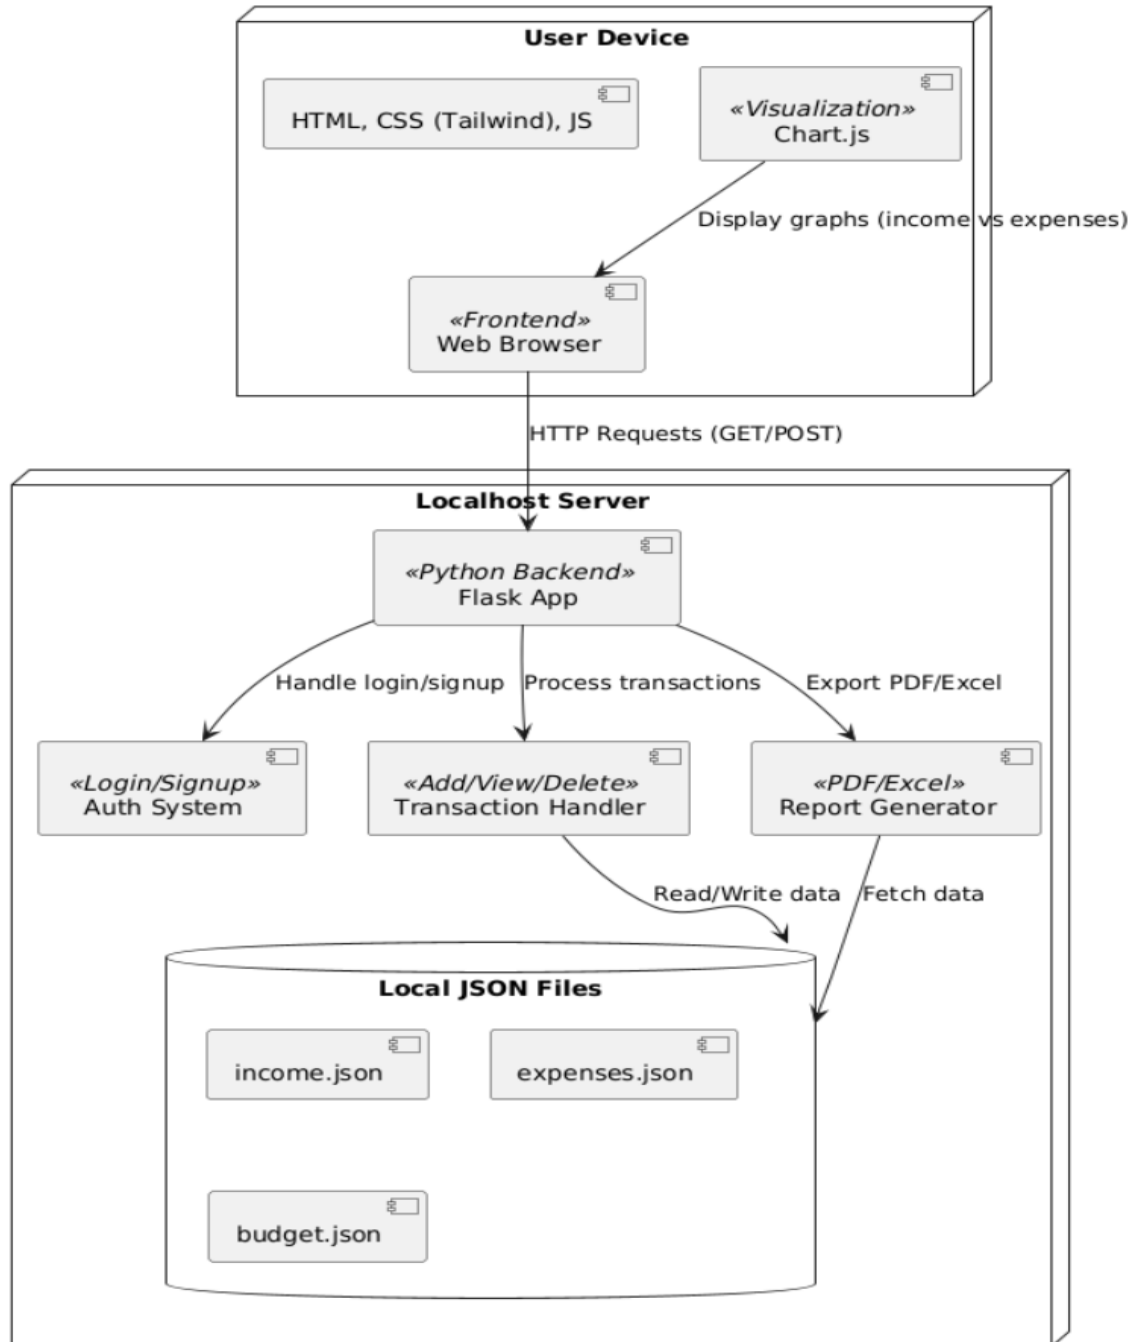 User Device
HTML, CSS (Tailwind), JS
«Visualization»
Chart.js
Display graphs (income vs expenses)
«Frontend»
Web Browser
HTTP Requests (GET/POST)
Localhost Server
«Python Backend»
Flask App
Handle login/signup
Process transactions
Export PDF/Excel
«Login/Signup»
Auth System
«Add/View/Delete»
Transaction Handler
«PDF/Excel»
Report Generator
Read/Write data
Fetch data
Local JSON Files
income.json
expenses.json
budget.json